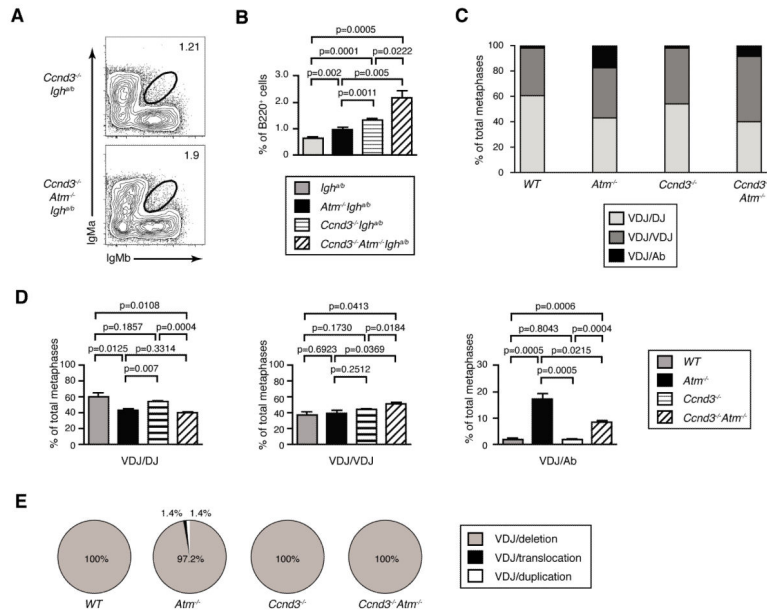 A
Ccnd3-/-
Igha/b
1.21
Ccnd3-/-
Atm-/-
Igha/b
1.9
IgMa
IgMb
B
p=0.0005
p=0.0001 p=0.0222
p=0.002 p=0.005
p=0.0011
% of B220+ cells
3.0
2.0
1.0
0.0
Igha/b
Atm-/-Igha/b
Ccnd3-/-Igha/b
Ccnd3-/-Atm-/-Igha/b
C
% of total metaphases
100
80
60
40
20
0
WT
Atm-/-
Ccnd3-/-
Ccnd3-/-
Atm-/-
VDJ/DJ
VDJ/VDJ
VDJ/Ab
D
p=0.0108
p=0.1857 p=0.0004
p=0.0125 p=0.3314
p=0.007
% of total metaphases
100
80
60
40
20
0
VDJ/DJ
p=0.0413
p=0.1730 p=0.0184
p=0.6923 p=0.0369
p=0.2512
% of total metaphases
100
80
60
40
20
0
VDJ/VDJ
p=0.0006
p=0.8043 p=0.0004
p=0.0005 p=0.0215
p=0.0005
% of total metaphases
30
20
10
0
VDJ/Ab
WT
Atm-/-
Ccnd3-/-
Ccnd3-/-Atm-/-
E
100%
WT
1.4% 1.4%
97.2%
Atm-/-
100%
Ccnd3-/-
100%
Ccnd3-/-Atm-/-
VDJ/deletion
VDJ/translocation
VDJ/duplication